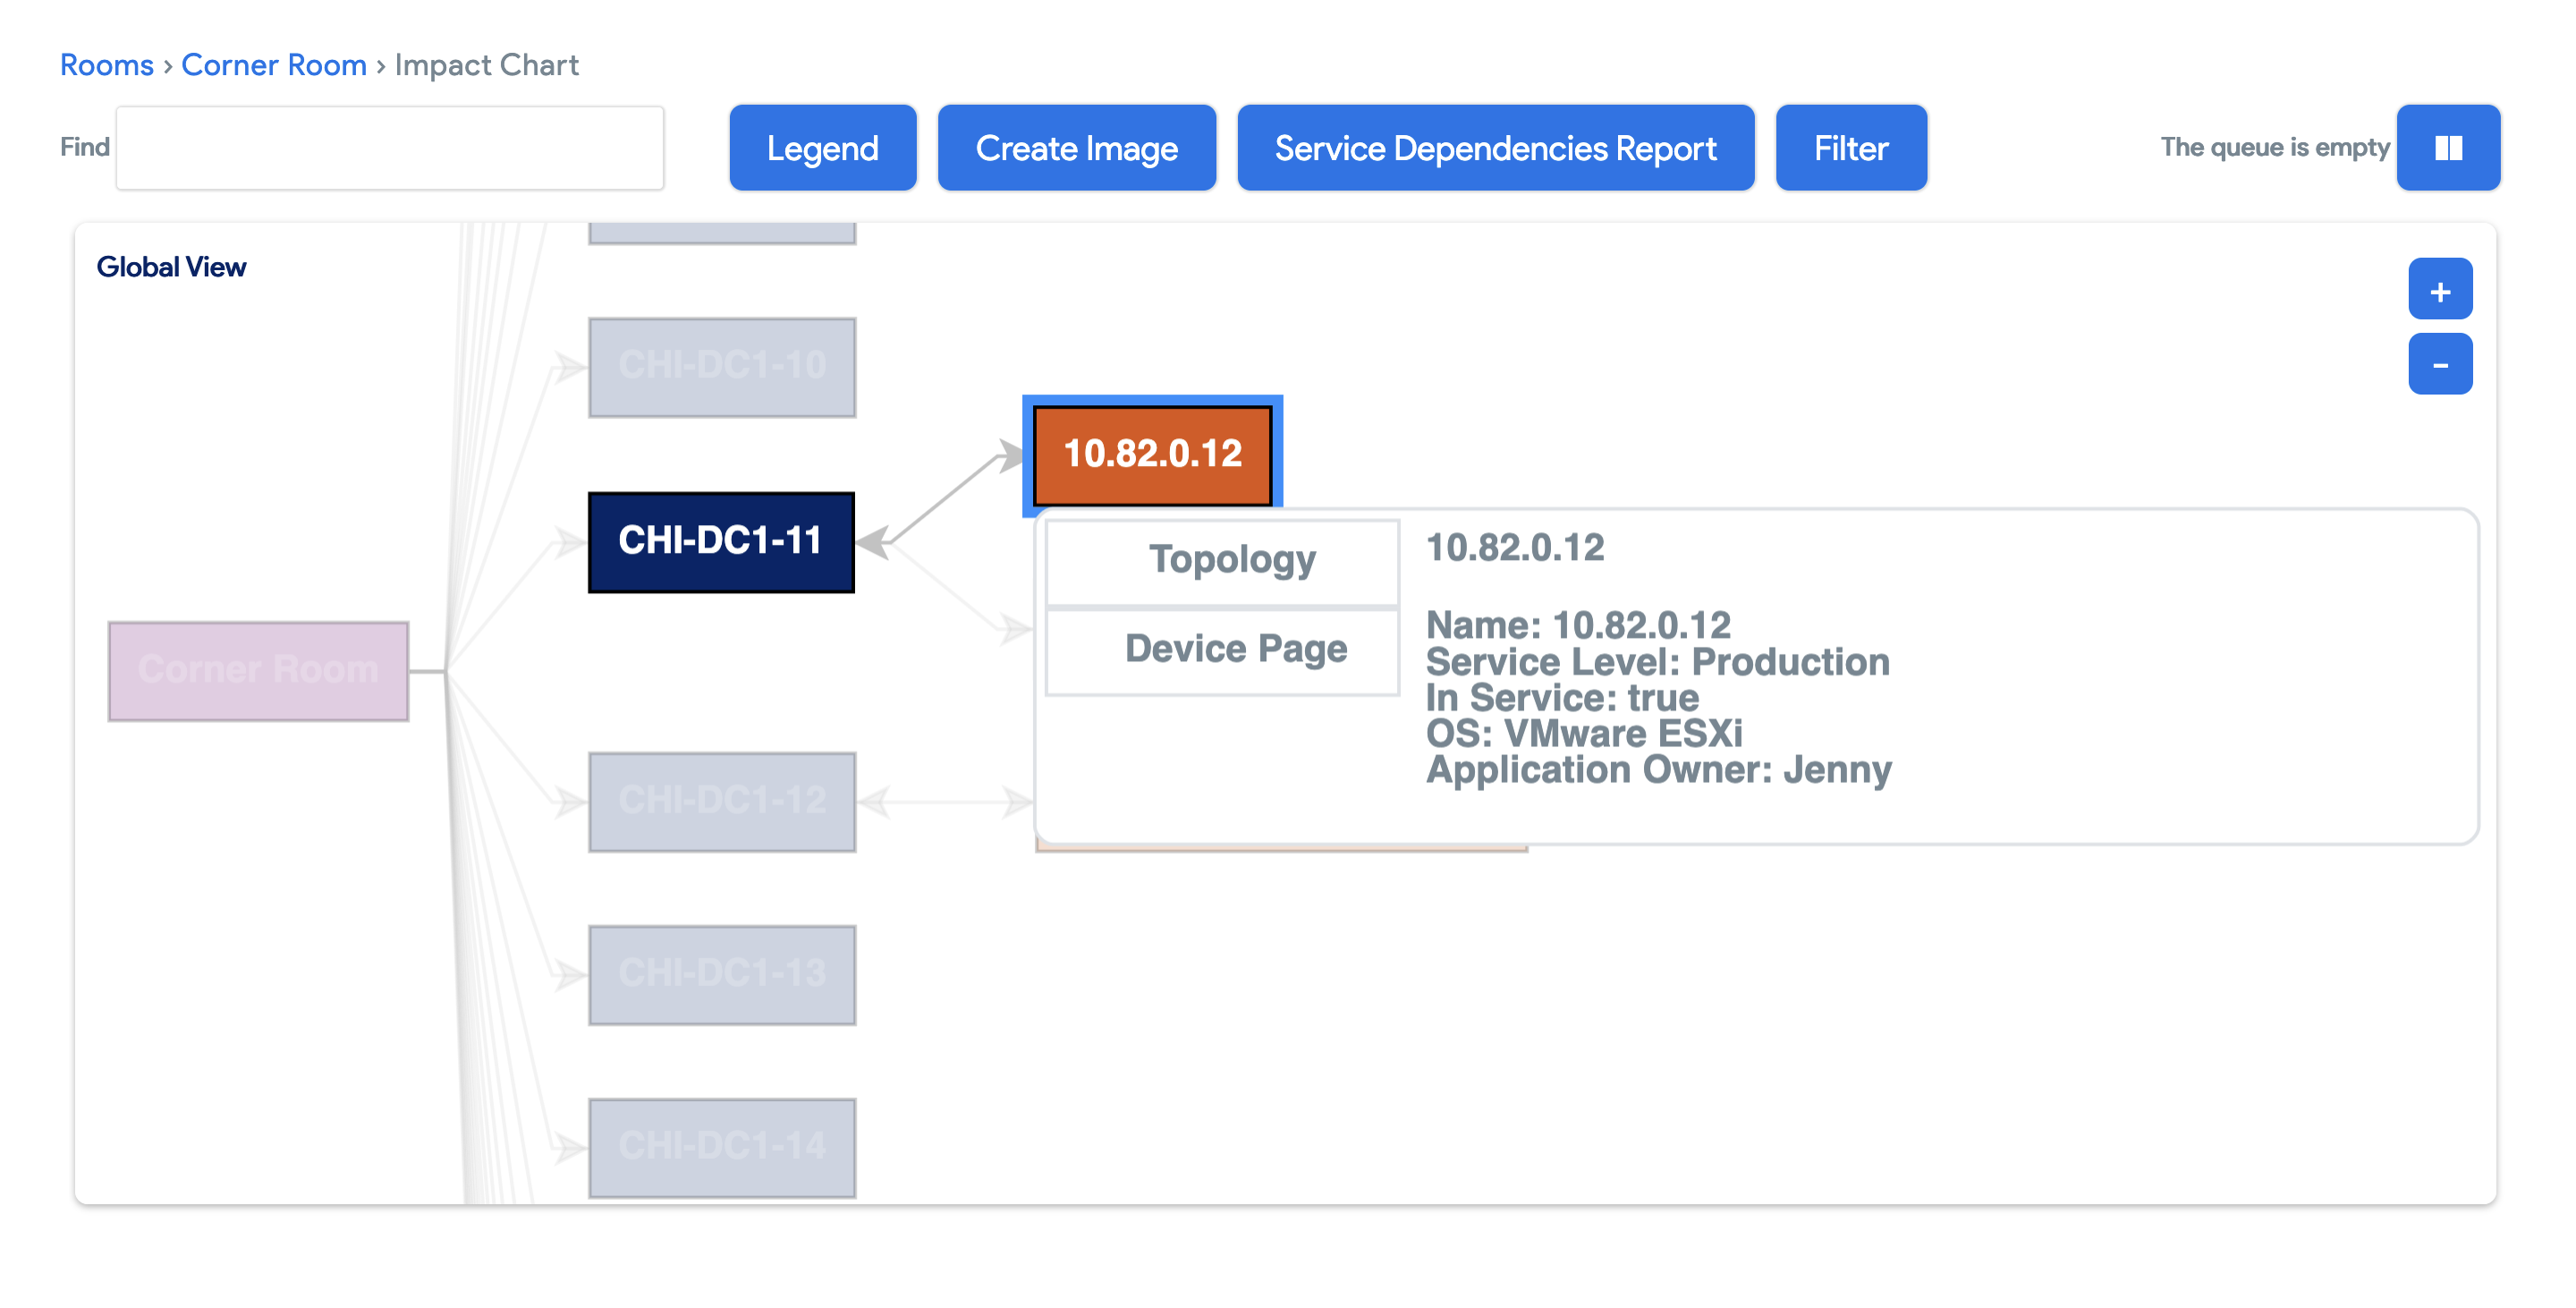 Rooms › Corner Room › Impact Chart
Find
Legend
Create Image
Service Dependencies Report
Filter
The queue is empty
Global View
+
-
CHI-DC1-10
10.82.0.12
CHI-DC1-11
Topology
Device Page
10.82.0.12
Name: 10.82.0.12
Service Level: Production
In Service: true
OS: VMware ESXi
Application Owner: Jenny
Corner Room
CHI-DC1-12
CHI-DC1-13
CHI-DC1-14